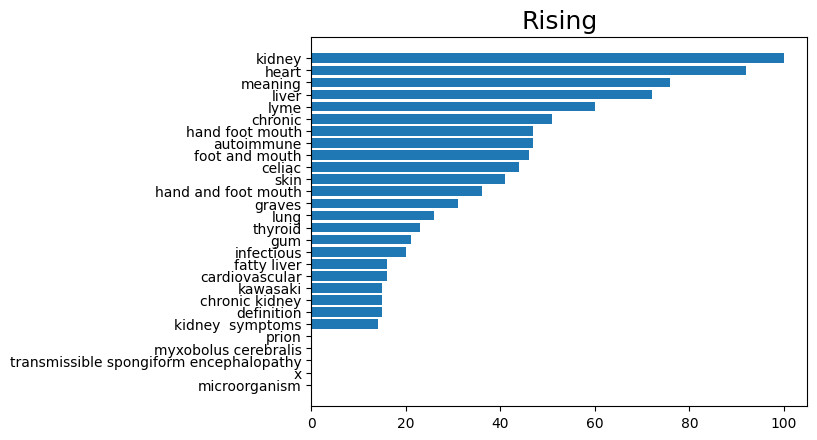 Rising
kidney
heart
meaning
liver
lyme
chronic
hand foot mouth
autoimmune
foot and mouth
celiac
skin
hand and foot mouth
graves
lung
thyroid
gum
infectious
fatty liver
cardiovascular
kawasaki
chronic kidney
definition
kidney  symptoms
prion
myxobolus cerebralis
transmissible spongiform encephalopathy
x
microorganism
0 20 40 60 80 100